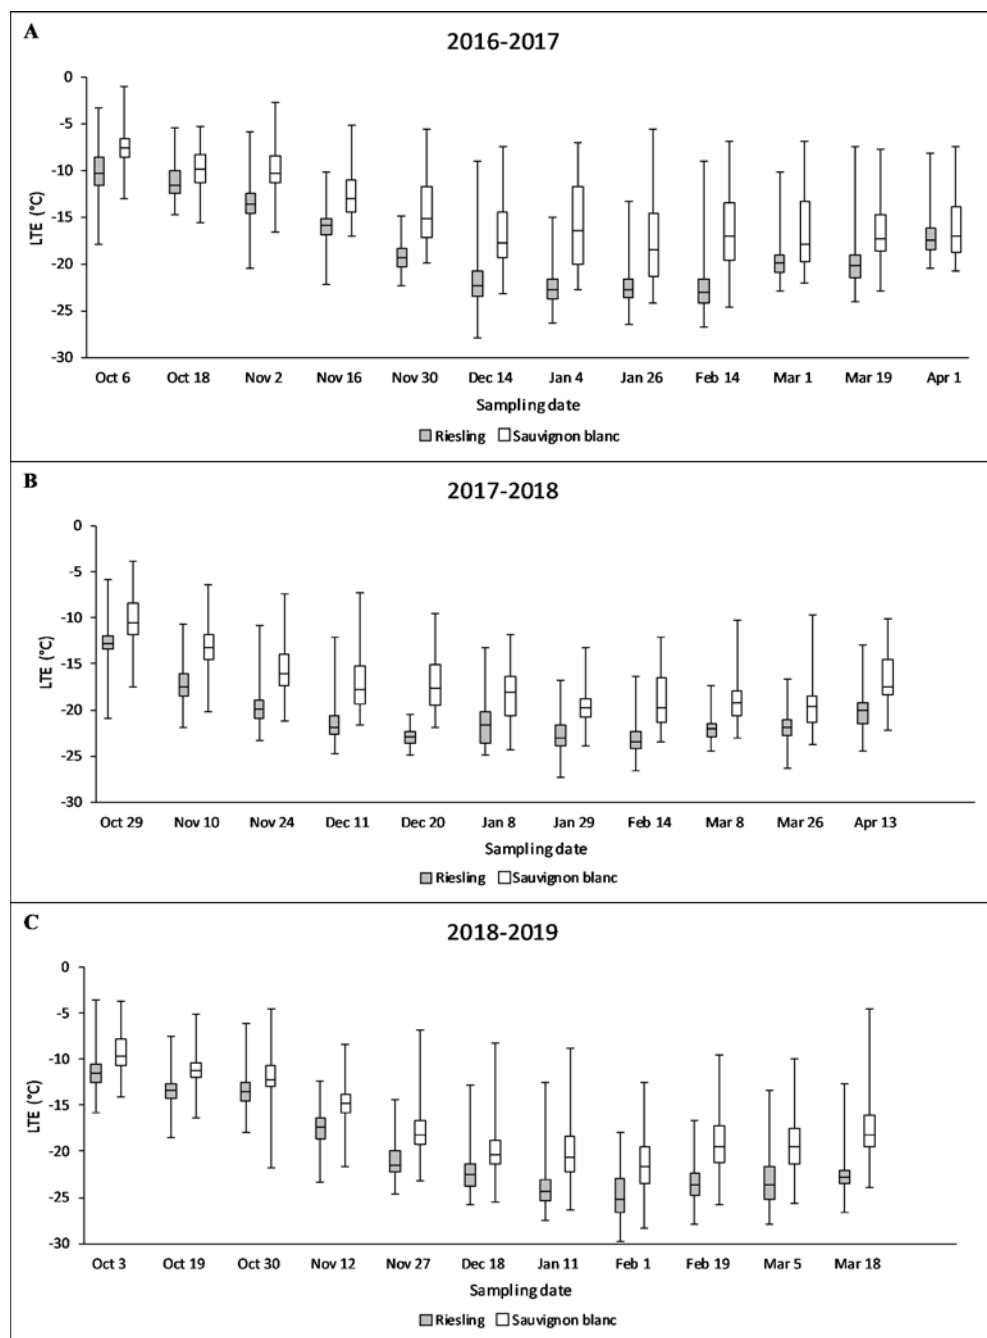 A
2016-2017
0
-5
-10
-15
-20
-25
-30
LTE (°C)
Oct 6 Oct 18 Nov 2 Nov 16 Nov 30 Dec 14 Jan 4 Jan 26 Feb 14 Mar 1 Mar 19 Apr 1
Sampling date
Riesling Sauvignon blanc
B
2017-2018
0
-5
-10
-15
-20
-25
-30
LTE (°C)
Oct 29 Nov 10 Nov 24 Dec 11 Dec 20 Jan 8 Jan 29 Feb 14 Mar 8 Mar 26 Apr 13
Sampling date
Riesling Sauvignon blanc
C
2018-2019
0
-5
-10
-15
-20
-25
-30
LTE (°C)
Oct 3 Oct 19 Oct 30 Nov 12 Nov 27 Dec 18 Jan 11 Feb 1 Feb 19 Mar 5 Mar 18
Sampling date
Riesling Sauvignon blanc